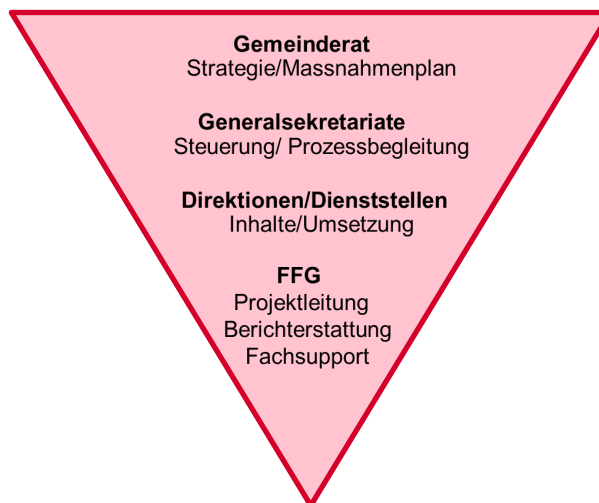 Gemeinderat
Strategie/Massnahmenplan
Generalsekretariate
Steuerung/ Prozessbegleitung
Direktionen/Dienststellen
Inhalte/Umsetzung
FFG
Projektleitung
Berichterstattung
Fachsupport